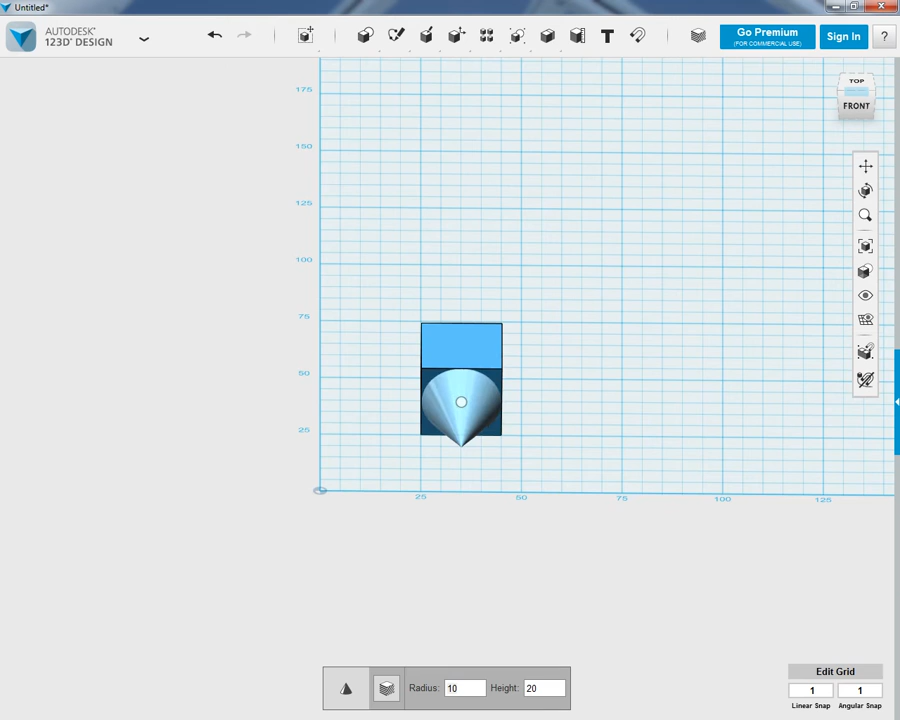 Untitled*
AUTODESK®
123D® DESIGN
T
Go Premium
(FOR COMMERCIAL USE)
Sign In
?
TOP
FRONT
175
150
125
100
75
50
25
25
50
75
100
125
Radius: 10 Height: 20
Edit Grid
1 1
Linear Snap Angular Snap